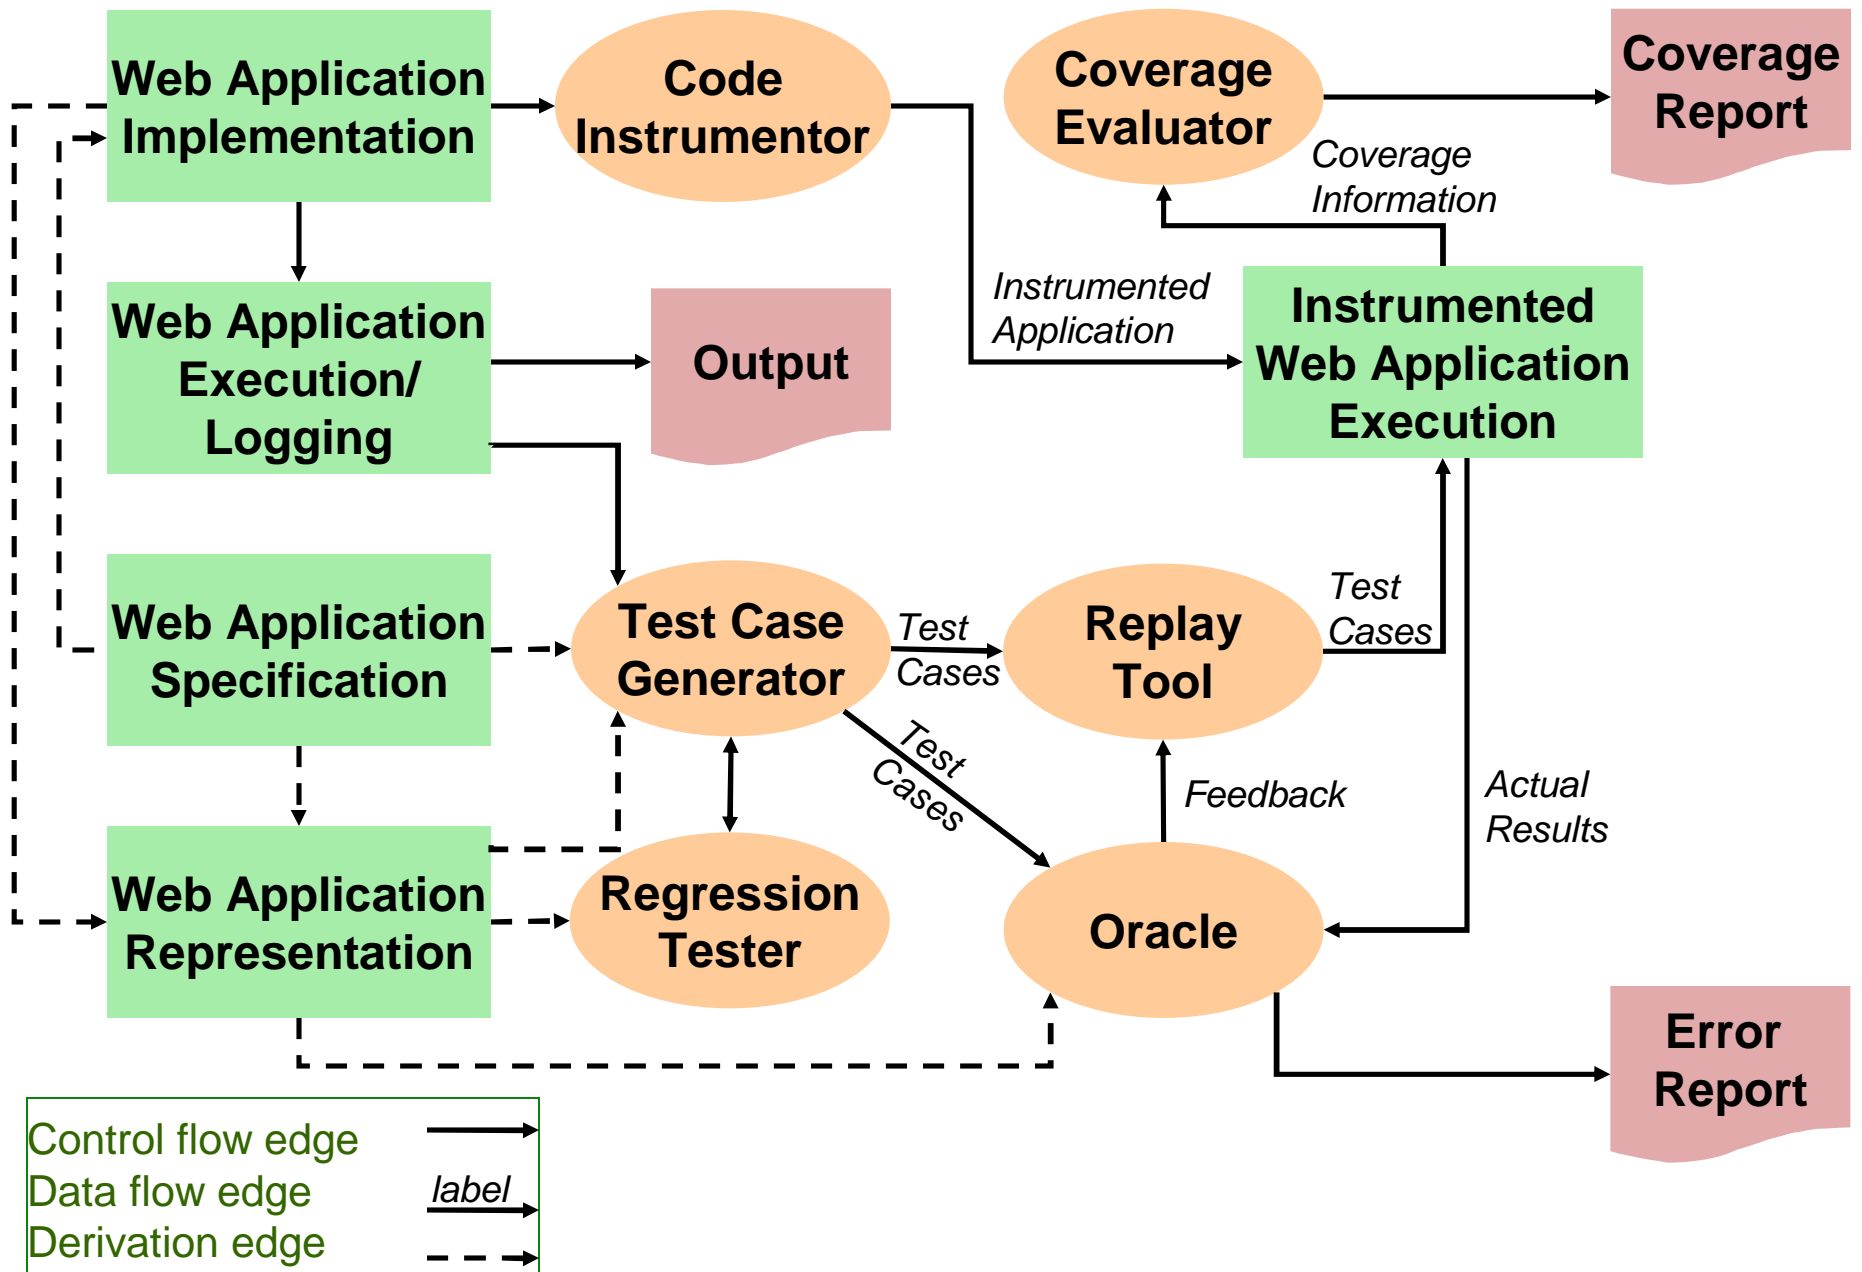 Web Application
Implementation
Code
Instrumentor
Coverage
Evaluator
Coverage
Report
Coverage
Information
Web Application
Execution/
Logging
Output
Instrumented
Application
Instrumented
Web Application
Execution
Web Application
Specification
Test Case
Generator
Test
Cases
Replay
Tool
Test
Cases
Test
Cases
Feedback
Actual
Results
Web Application
Representation
Regression
Tester
Oracle
Error
Report
Control flow edge
Data flow edge
label
Derivation edge